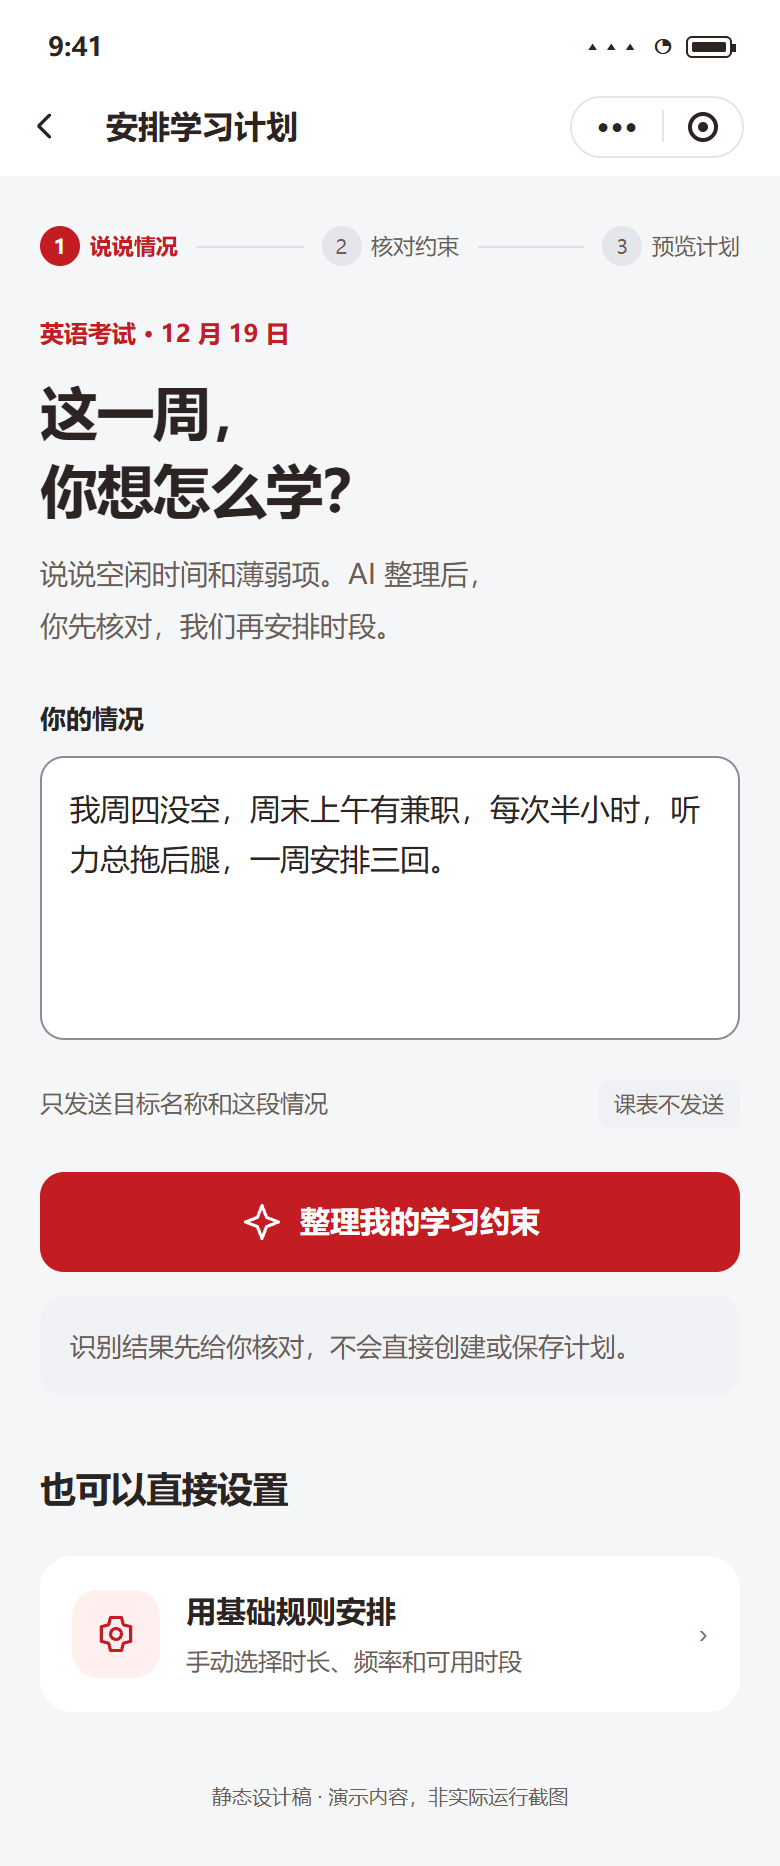 9:41
安排学习计划
1 说说情况 2 核对约束 3 预览计划
英语考试 · 12 月 19 日
这一周，
你想怎么学？
说说空闲时间和薄弱项。AI 整理后，
你先核对，我们再安排时段。
你的情况
我周四没空，周末上午有兼职，每次半小时，听
力总拖后腿，一周安排三回。
只发送目标名称和这段情况 课表不发送
整理我的学习约束
识别结果先给你核对，不会直接创建或保存计划。
也可以直接设置
用基础规则安排
手动选择时长、频率和可用时段
静态设计稿 · 演示内容，非实际运行截图